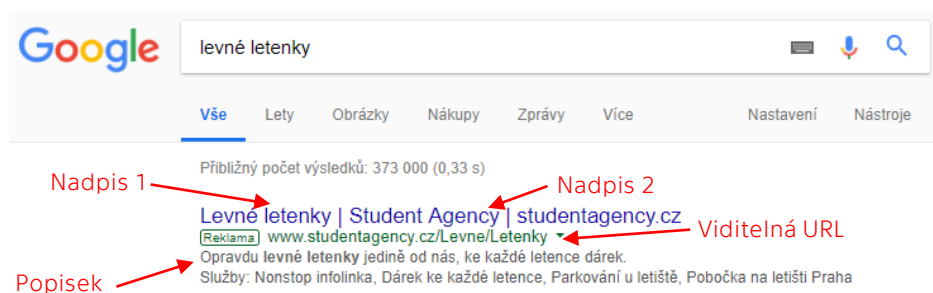 Google levné letenky
Vše Lety Obrázky Nákupy Zprávy Více Nastavení Nástroje
Přibližný počet výsledků: 373 000 (0,33 s)
Nadpis 1
Nadpis 2
Levné letenky | Student Agency | studentagency.cz
Reklama www.studentagency.cz/Levne/Letenky
Viditelná URL
Opravdu levné letenky jedině od nás, ke každé letence dárek.
Popisek
Služby: Nonstop infolinka, Dárek ke každé letence, Parkování u letiště, Pobočka na letišti Praha